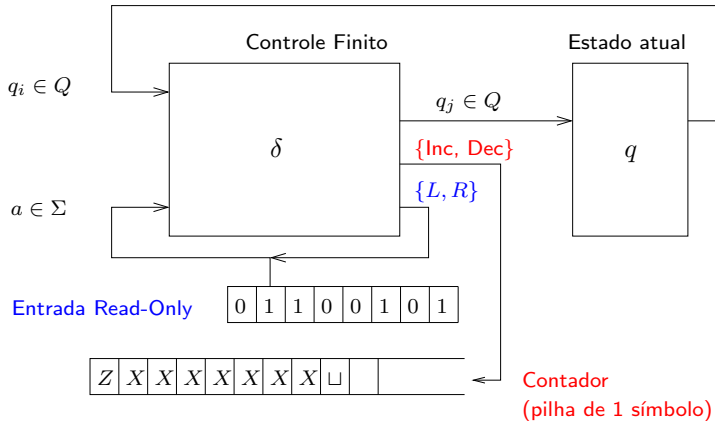 Controle Finito
Estado atual
q_i ∈ Q
q_j ∈ Q
δ
{Inc, Dec}
q
{L, R}
a ∈ Σ
Entrada Read-Only
0 1 1 0 0 1 0 1
Z X X X X X X X ⊔
Contador
(pilha de 1 símbolo)